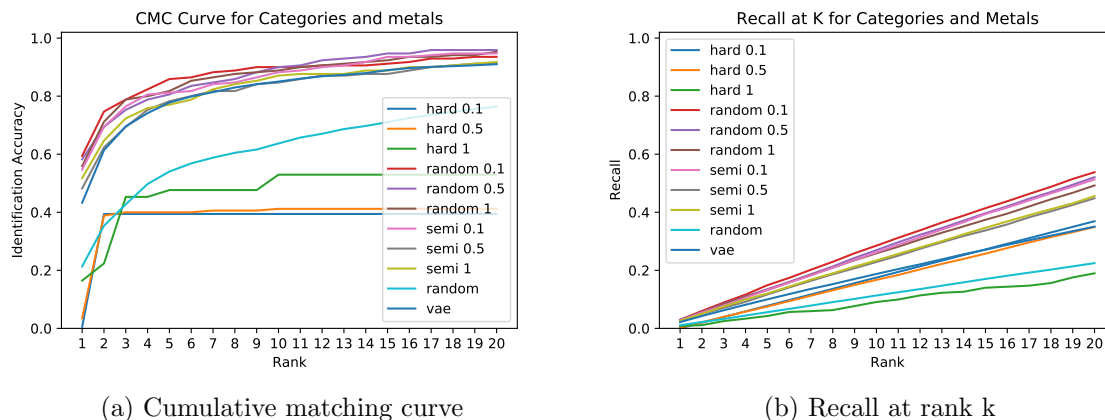 CMC Curve for Categories and metals
Identification Accuracy
1.0
0.8
0.6
0.4
0.2
0.0
hard 0.1
hard 0.5
hard 1
random 0.1
random 0.5
random 1
semi 0.1
semi 0.5
semi 1
random
vae
1 2 3 4 5 6 7 8 9 10 11 12 13 14 15 16 17 18 19 20
Rank
(a) Cumulative matching curve
Recall at K for Categories and Metals
Recall
1.0
0.8
0.6
0.4
0.2
0.0
hard 0.1
hard 0.5
hard 1
random 0.1
random 0.5
random 1
semi 0.1
semi 0.5
semi 1
random
vae
1 2 3 4 5 6 7 8 9 10 11 12 13 14 15 16 17 18 19 20
Rank
(b) Recall at rank k